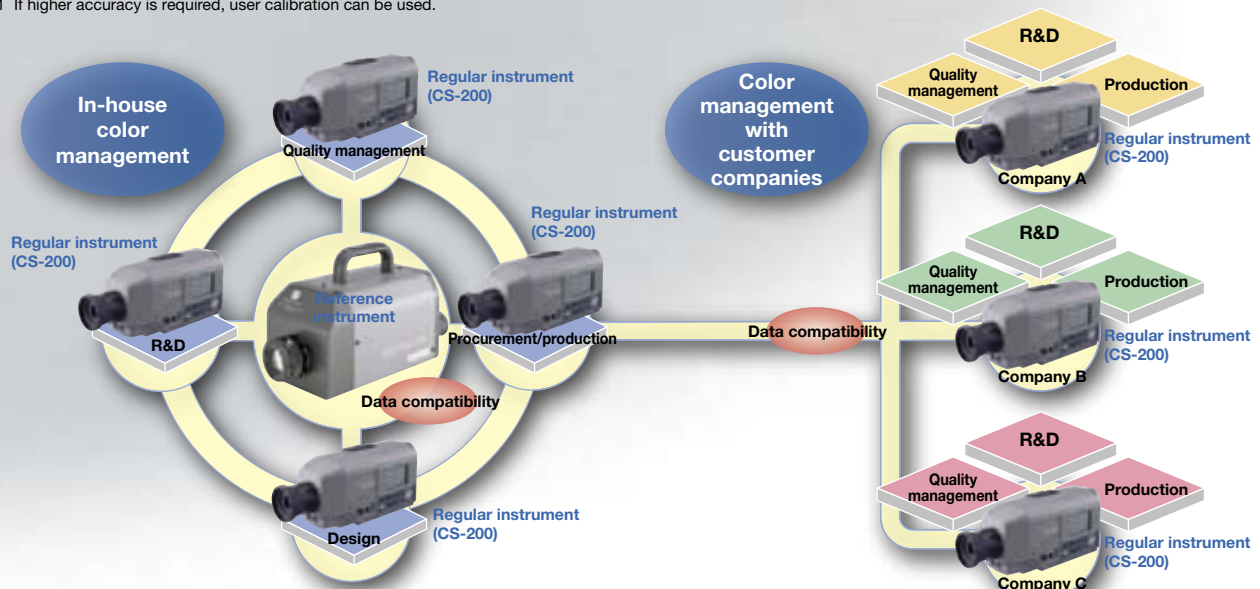 If higher accuracy is required, user calibration can be used.
In-house
color
management
Regular instrument
(CS-200)
Quality management
Regular instrument
(CS-200)
R&D
Reference
instrument
Regular instrument
(CS-200)
Procurement/production
Data compatibility
Regular instrument
(CS-200)
Design
Color
management
with
customer
companies
Data compatibility
R&D
Quality
management
Production
Regular instrument
(CS-200)
Company A
R&D
Quality
management
Production
Regular instrument
(CS-200)
Company B
R&D
Quality
management
Production
Regular instrument
(CS-200)
Company C